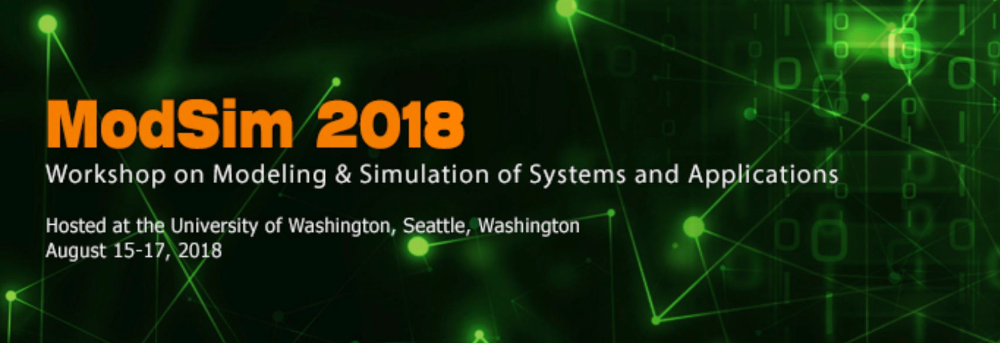 ModSim 2018
Workshop on Modeling & Simulation of Systems and Applications
Hosted at the University of Washington, Seattle, Washington
August 15-17, 2018